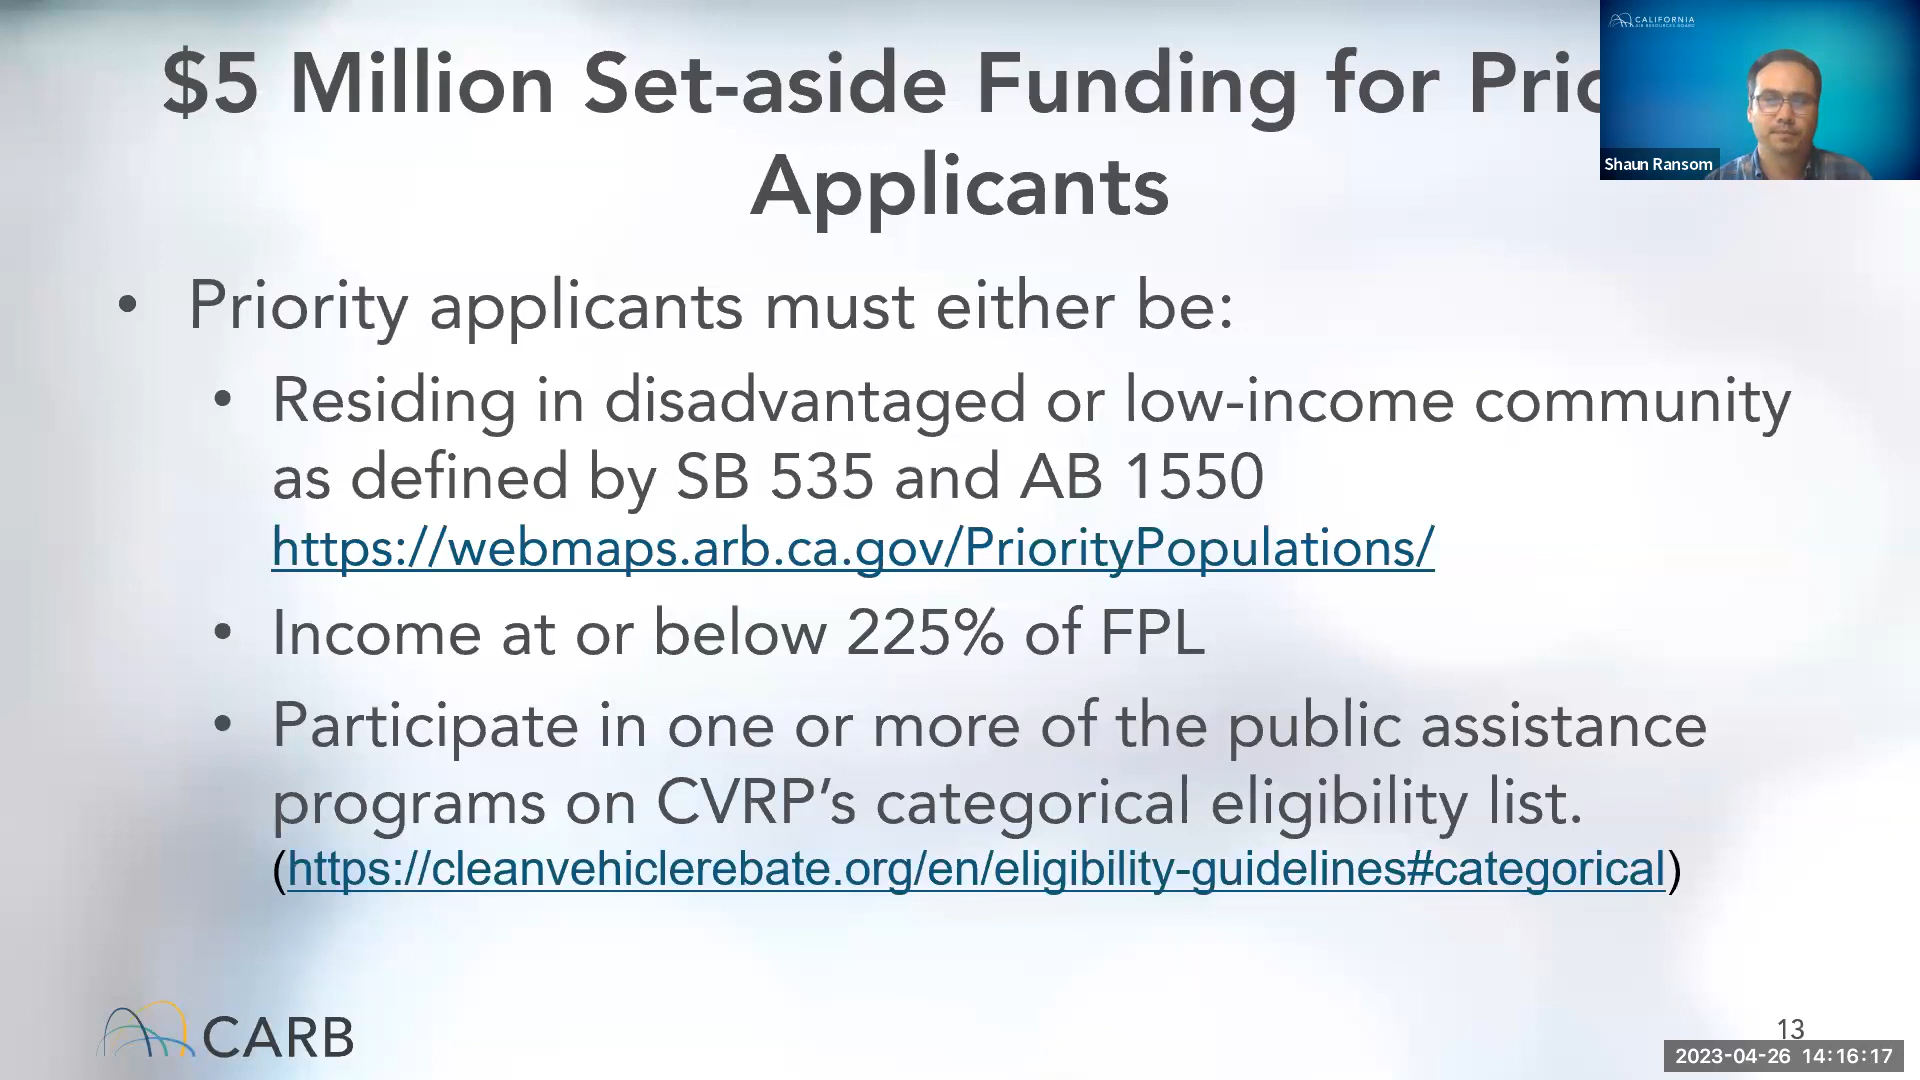 CALIFORNIA
AIR RESOURCES BOARD
$5 Million Set-aside Funding for
Applicants
Shaun Ransom
• Priority applicants must either be:
• Residing in disadvantaged or low-income community
as defined by SB 535 and AB 1550
https://webmaps.arb.ca.gov/PriorityPopulations/
• Income at or below 225% of FPL
• Participate in one or more of the public assistance
programs on CVRP’s categorical eligibility list.
(https://cleanvehiclerebate.org/en/eligibility-guidelines#categorical)
CARB
13
2023-04-26 14:16:17